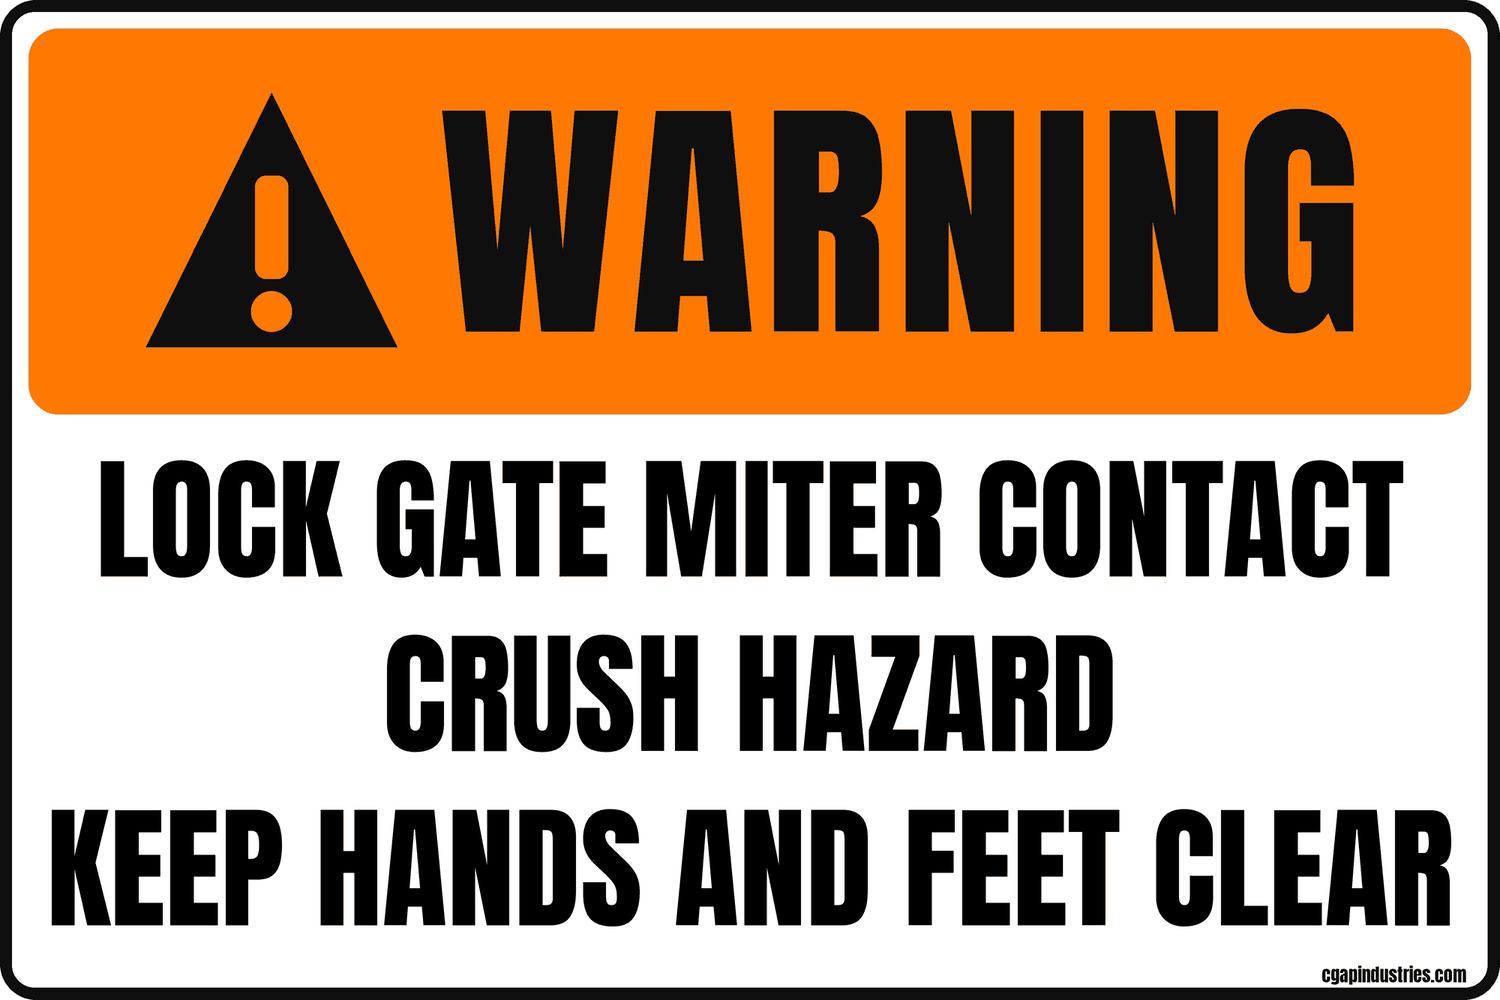 WARNING
LOCK GATE MITER CONTACT
CRUSH HAZARD
KEEP HANDS AND FEET CLEAR
cgapindustries.com